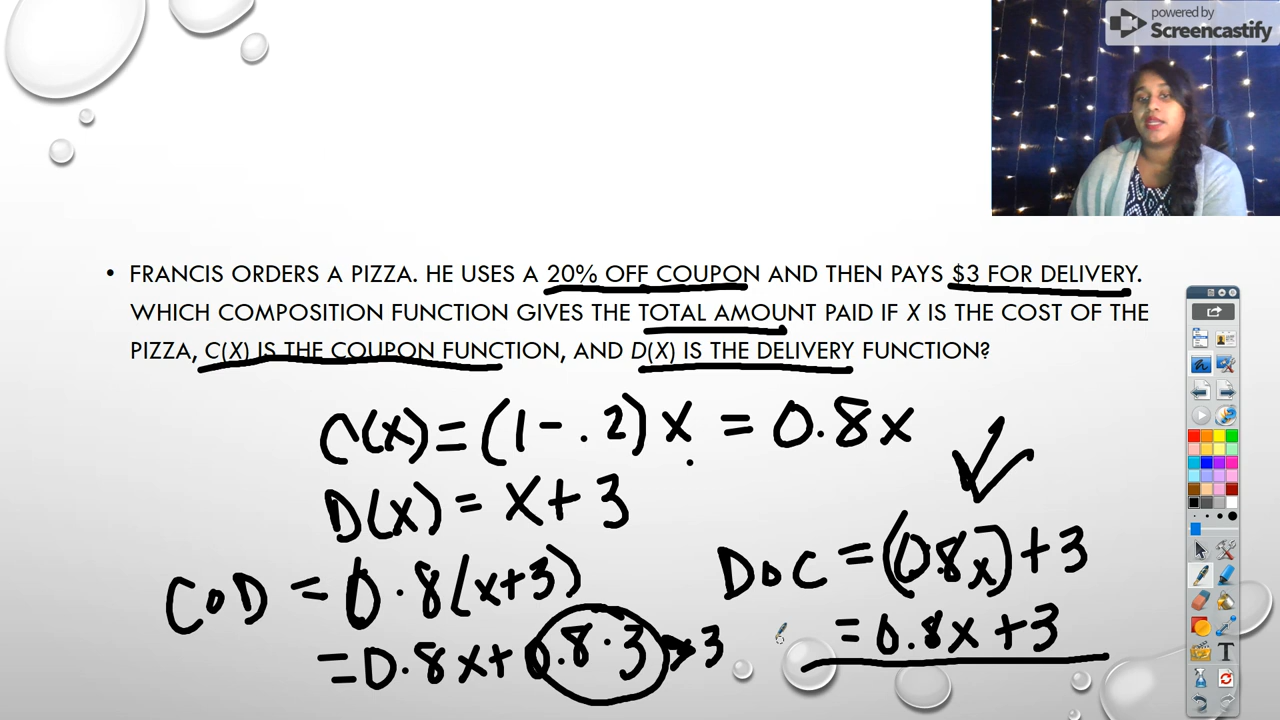 powered by
Screencastify
• FRANCIS ORDERS A PIZZA. HE USES A 20% OFF COUPON AND THEN PAYS $3 FOR DELIVERY.
WHICH COMPOSITION FUNCTION GIVES THE TOTAL AMOUNT PAID IF X IS THE COST OF THE
PIZZA, C(X) IS THE COUPON FUNCTION, AND D(X) IS THE DELIVERY FUNCTION?
C(X) = (1 - .2) X = 0.8X
D(X) = X + 3
COD = 0.8(x+3)
= 0.8x + 0.8 · 3 → 3
DOC = (0.8x) + 3
= 0.8x + 3
T